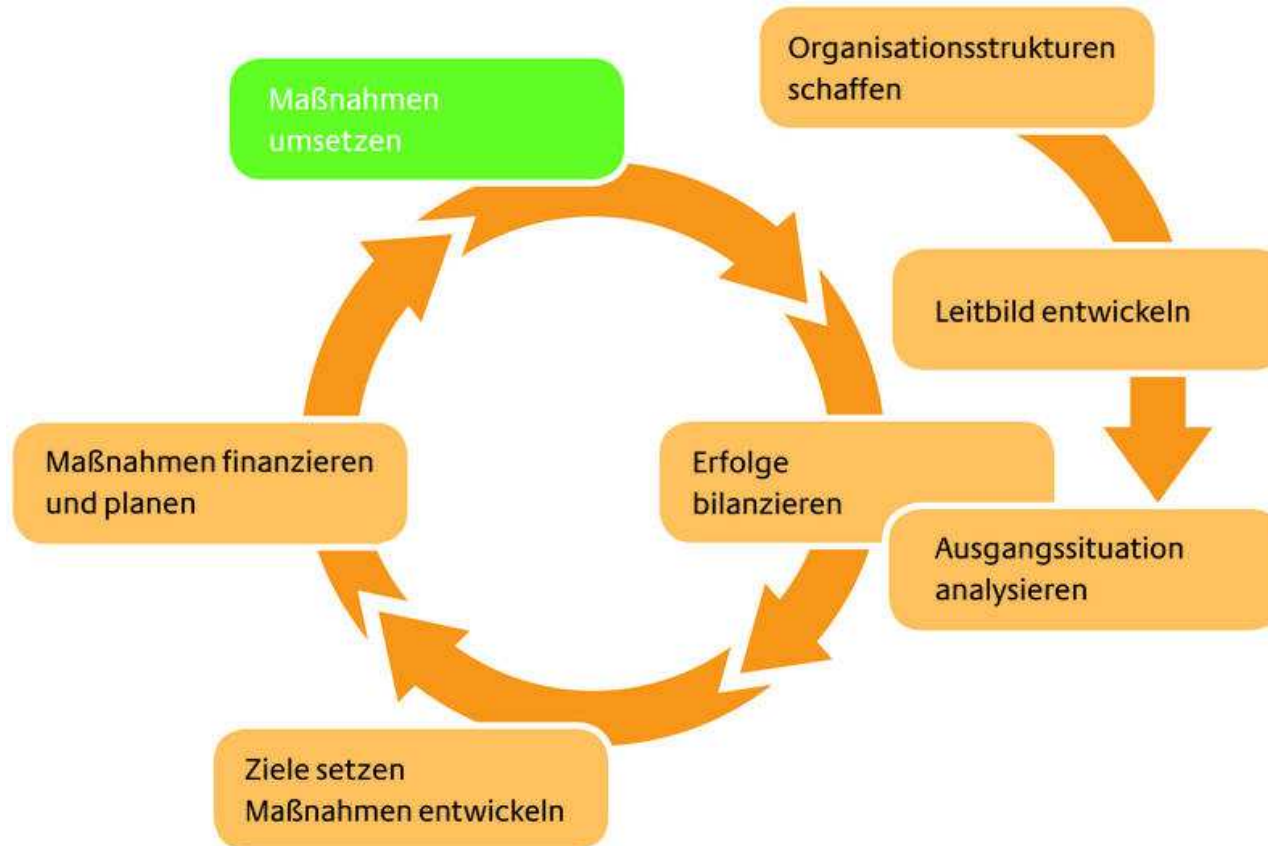 Organisationsstrukturen
schaffen
Maßnahmen
umsetzen
Leitbild entwickeln
Maßnahmen finanzieren
und planen
Erfolge
bilanzieren
Ausgangssituation
analysieren
Ziele setzen
Maßnahmen entwickeln